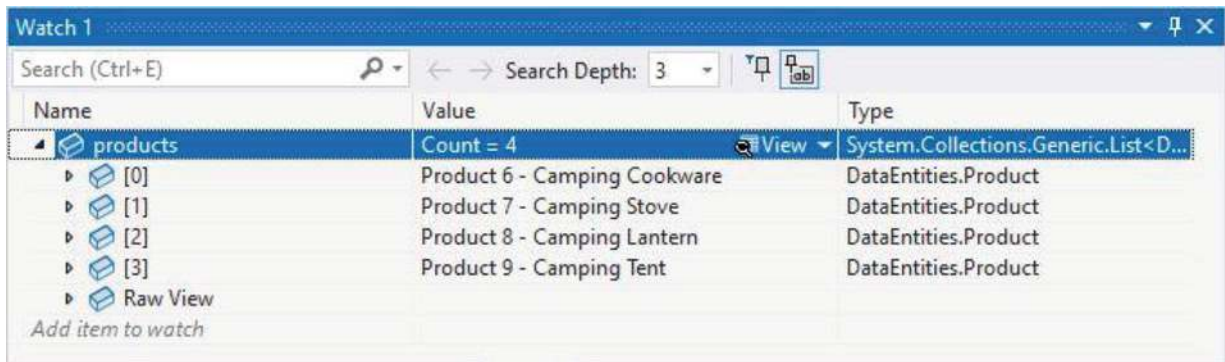 Watch 1
Search (Ctrl+E) Search Depth: 3 ab
Name Value Type
products Count = 4 View System.Collections.Generic.List<D...
[0] Product 6 - Camping Cookware DataEntities.Product
[1] Product 7 - Camping Stove DataEntities.Product
[2] Product 8 - Camping Lantern DataEntities.Product
[3] Product 9 - Camping Tent DataEntities.Product
Raw View
Add item to watch